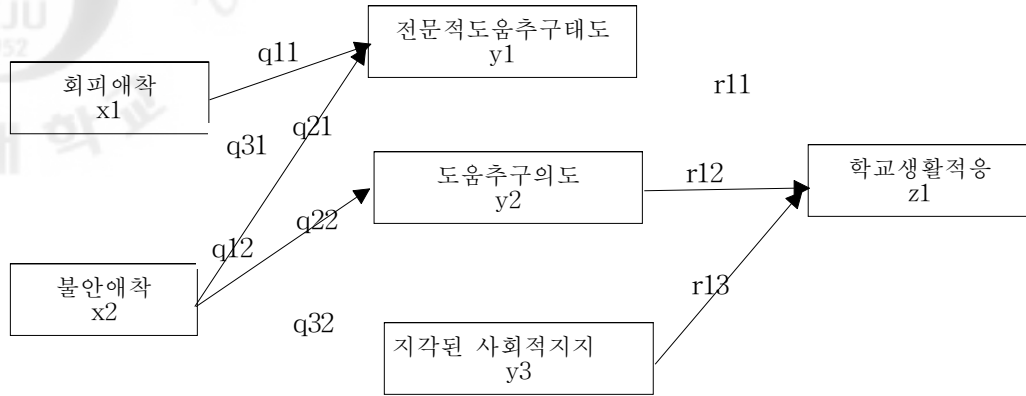 전문적도움추구태도
y1
q11
회피애착
x1
r11
q21
q31
도움추구의도
y2
r12
학교생활적응
z1
q22
q12
불안애착
x2
r13
q32
지각된 사회적지지
y3